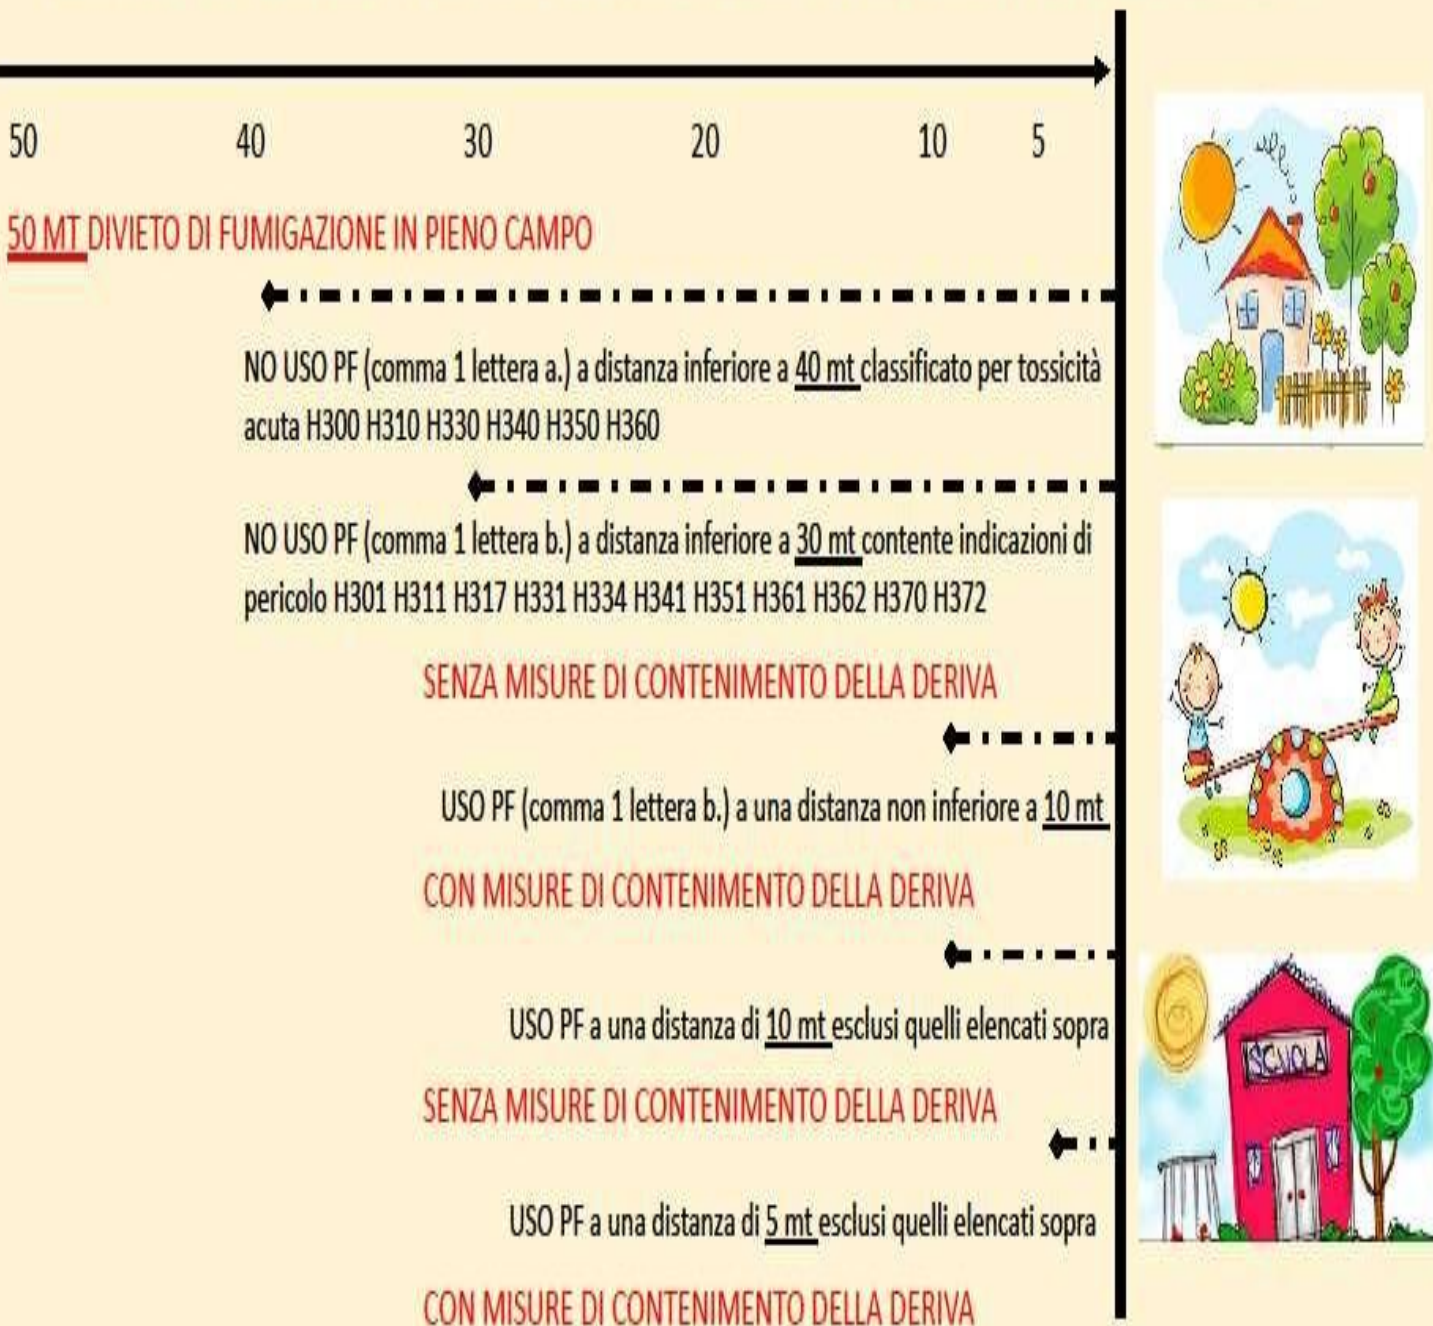 50 40 30 20 10 5
50 MT DIVIETO DI FUMIGAZIONE IN PIENO CAMPO
NO USO PF (comma 1 lettera a.) a distanza inferiore a 40 mt classificato per tossicità
acuta H300 H310 H330 H340 H350 H360
NO USO PF (comma 1 lettera b.) a distanza inferiore a 30 mt contente indicazioni di
pericolo H301 H311 H317 H331 H334 H341 H351 H361 H362 H370 H372
SENZA MISURE DI CONTENIMENTO DELLA DERIVA
USO PF (comma 1 lettera b.) a una distanza non inferiore a 10 mt
CON MISURE DI CONTENIMENTO DELLA DERIVA
USO PF a una distanza di 10 mt esclusi quelli elencati sopra
SENZA MISURE DI CONTENIMENTO DELLA DERIVA
USO PF a una distanza di 5 mt esclusi quelli elencati sopra
CON MISURE DI CONTENIMENTO DELLA DERIVA
SCUOLA